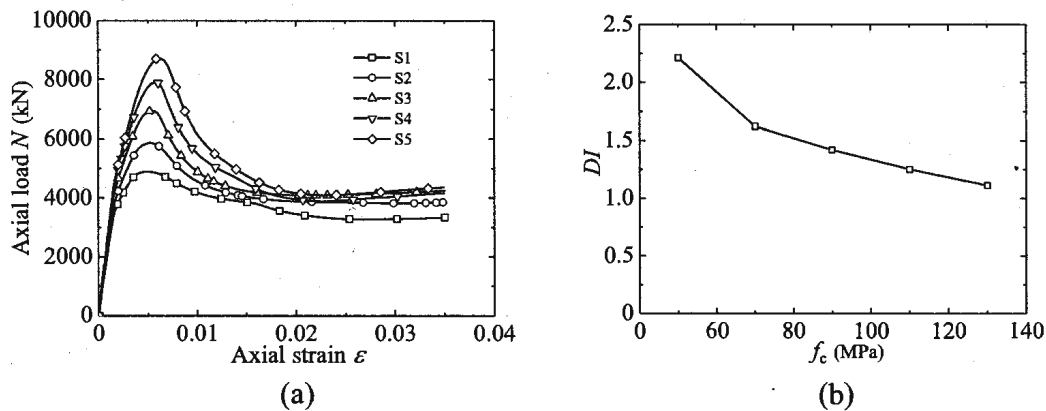 10000
8000
6000
4000
2000
0
Axial load N (kN)
S1
S2
S3
S4
S5
0 0.01 0.02 0.03 0.04
Axial strain ε
(a)
2.5
2.0
1.5
1.0
0.5
0
DI
0 60 80 100 120 140
fc (MPa)
(b)